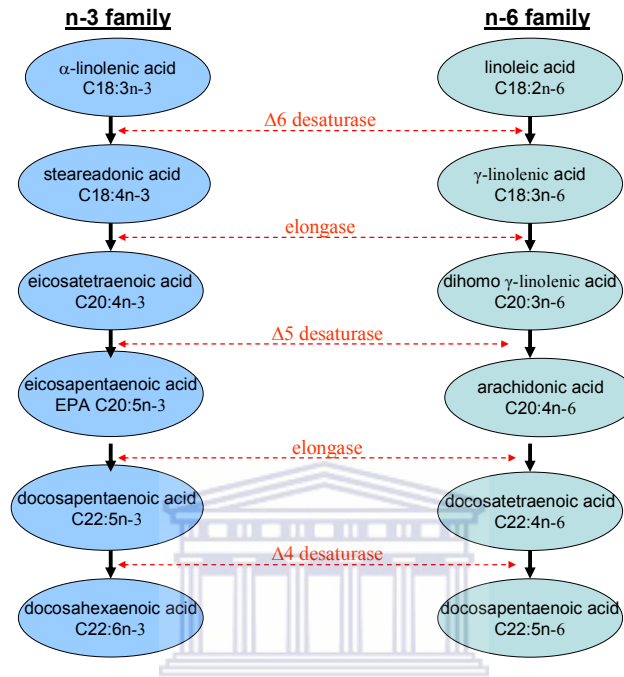 n-3 family
n-6 family
α-linolenic acid
C18:3n-3
linoleic acid
C18:2n-6
Δ6 desaturase
steareadonic acid
C18:4n-3
γ-linolenic acid
C18:3n-6
elongase
eicosatetraenoic acid
C20:4n-3
dihomo γ-linolenic acid
C20:3n-6
Δ5 desaturase
eicosapentaenoic acid
EPA C20:5n-3
arachidonic acid
C20:4n-6
elongase
docosapentaenoic acid
C22:5n-3
docosatetraenoic acid
C22:4n-6
Δ4 desaturase
docosahexaenoic acid
C22:6n-3
docosapentaenoic acid
C22:5n-6